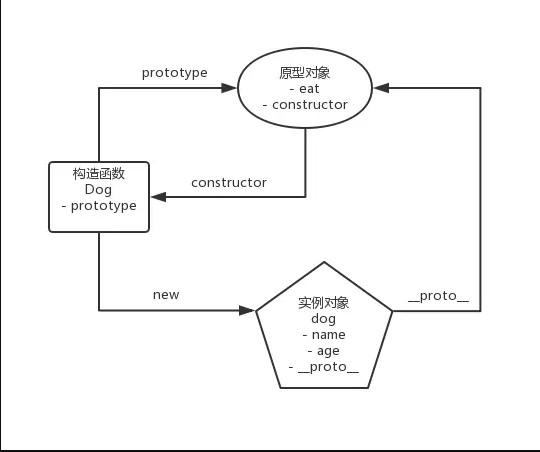 prototype
原型对象
- eat
- constructor
构造函数
Dog
- prototype
constructor
new
实例对象
dog
- name
- age
- __proto__
__proto__